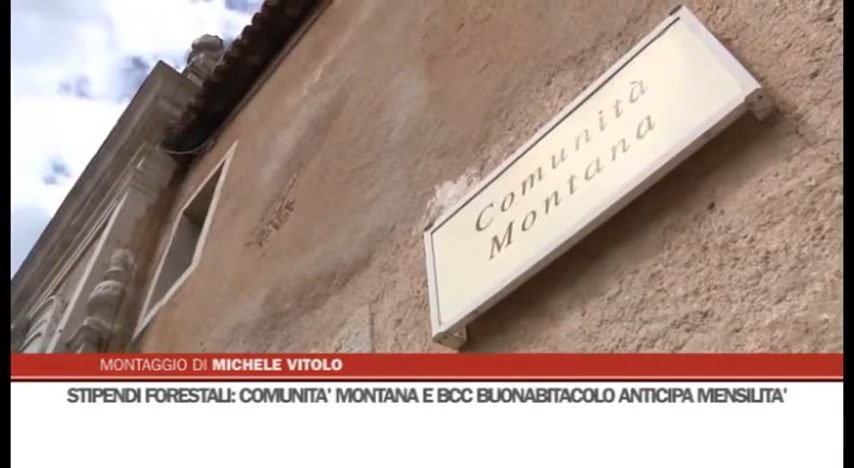 Comunità
Montana
MONTAGGIO DI MICHELE VITOLO
STIPENDI FORESTALI: COMUNITA' MONTANA E BCC BUONABITACOLO ANTICIPA MENSILITA'